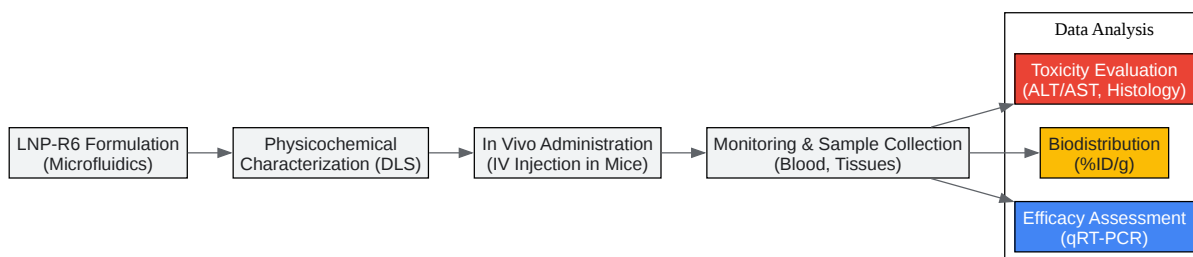 LNP-R6 Formulation
(Microfluidics)
Physicochemical
Characterization (DLS)
In Vivo Administration
(IV Injection in Mice)
Monitoring & Sample Collection
(Blood, Tissues)
Data Analysis
Toxicity Evaluation
(ALT/AST, Histology)
Biodistribution
(%ID/g)
Efficacy Assessment
(qRT-PCR)